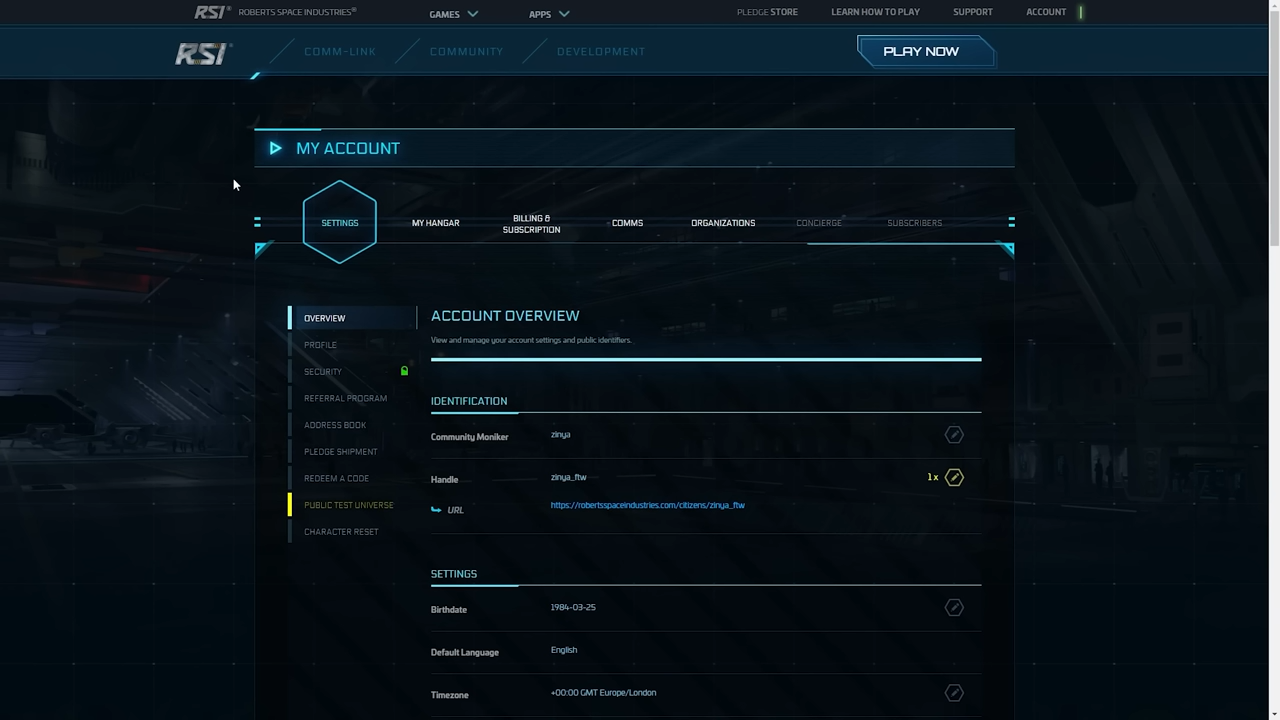 RSI® ROBERTS SPACE INDUSTRIES® GAMES APPS PLEDGE STORE LEARN HOW TO PLAY SUPPORT ACCOUNT
RSI COMM-LINK COMMUNITY DEVELOPMENT PLAY NOW
MY ACCOUNT
SETTINGS MY HANGAR BILLING & SUBSCRIPTION COMMS ORGANIZATIONS CONCIERGE SUBSCRIBERS
OVERVIEW
PROFILE
SECURITY
REFERRAL PROGRAM
ADDRESS BOOK
PLEDGE SHIPMENT
REDEEM A CODE
PUBLIC TEST UNIVERSE
CHARACTER RESET
ACCOUNT OVERVIEW
View and manage your account settings and public identifiers.
IDENTIFICATION
Community Moniker zinya
Handle zinya_ftw 1 x
URL https://robertsspaceindustries.com/citizens/zinya_ftw
SETTINGS
Birthdate 1984-03-25
Default Language English
Timezone +00:00 GMT Europe/London